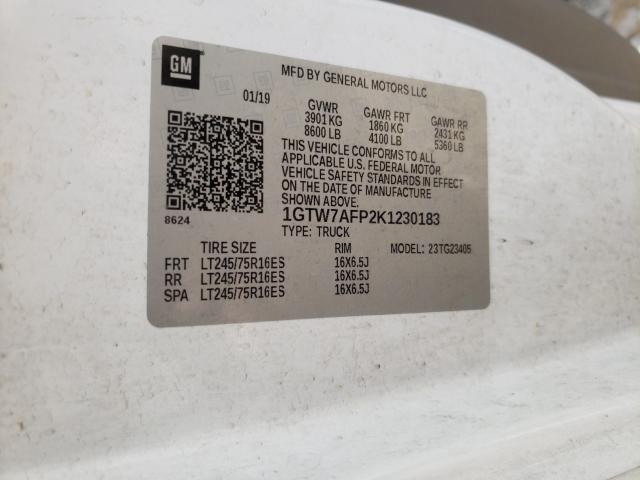 GM
MFD BY GENERAL MOTORS LLC
01/19
GVWR GAWR FRT GAWR RR
3901 KG 1860 KG 2431 KG
8600 LB 4100 LB 5360 LB
THIS VEHICLE CONFORMS TO ALL
APPLICABLE U.S. FEDERAL MOTOR
VEHICLE SAFETY STANDARDS IN EFFECT
ON THE DATE OF MANUFACTURE
SHOWN ABOVE.
8624
1GTW7AFP2K1230183
TYPE: TRUCK
TIRE SIZE RIM MODEL: 23TG23405
FRT LT245/75R16ES 16X6.5J
RR LT245/75R16ES 16X6.5J
SPA LT245/75R16ES 16X6.5J